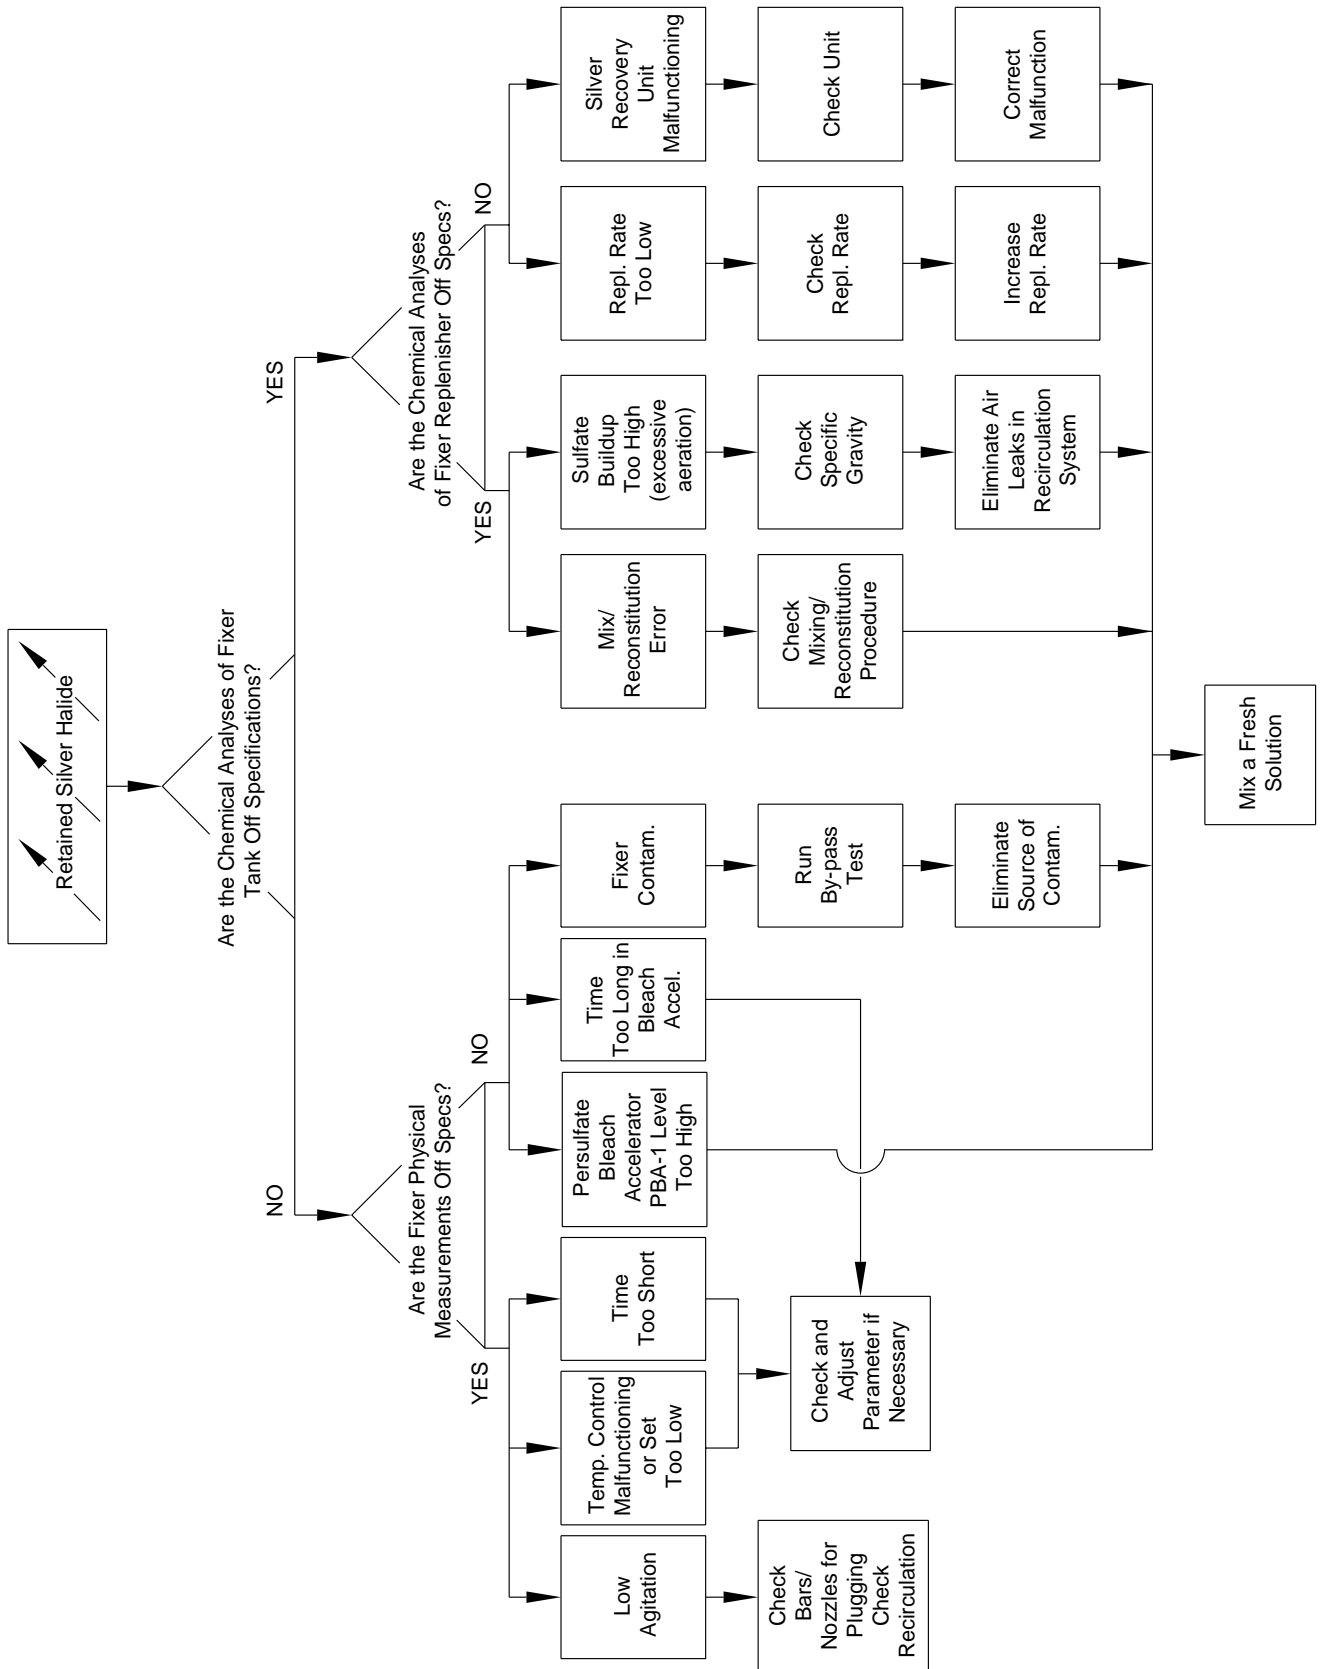 Retained Silver Halide
Are the Chemical Analyses of Fixer
Tank Off Specifications?
NO
YES
Are the Fixer Physical
Measurements Off Specs?
YES
NO
Are the Chemical Analyses
of Fixer Replenisher Off Specs?
YES
NO
Low
Agitation
Temp. Control
Malfunctioning
or Set
Too Low
Time
Too Short
Persulfate
Bleach
Accelerator
PBA-1 Level
Too High
Time
Too Long in
Bleach
Accel.
Fixer
Contam.
Mix/
Reconstitution
Error
Sulfate
Buildup
Too High
(excessive
aeration)
Repl. Rate
Too Low
Silver
Recovery
Unit
Malfunctioning
Check
Bars/
Nozzles for
Plugging
Check
Recirculation
Check and
Adjust
Parameter if
Necessary
Run
By-pass
Test
Check
Mixing/
Reconstitution
Procedure
Check
Specific
Gravity
Check
Repl. Rate
Check Unit
Eliminate
Source of
Contam.
Eliminate Air
Leaks in
Recirculation
System
Increase
Repl. Rate
Correct
Malfunction
Mix a Fresh
Solution